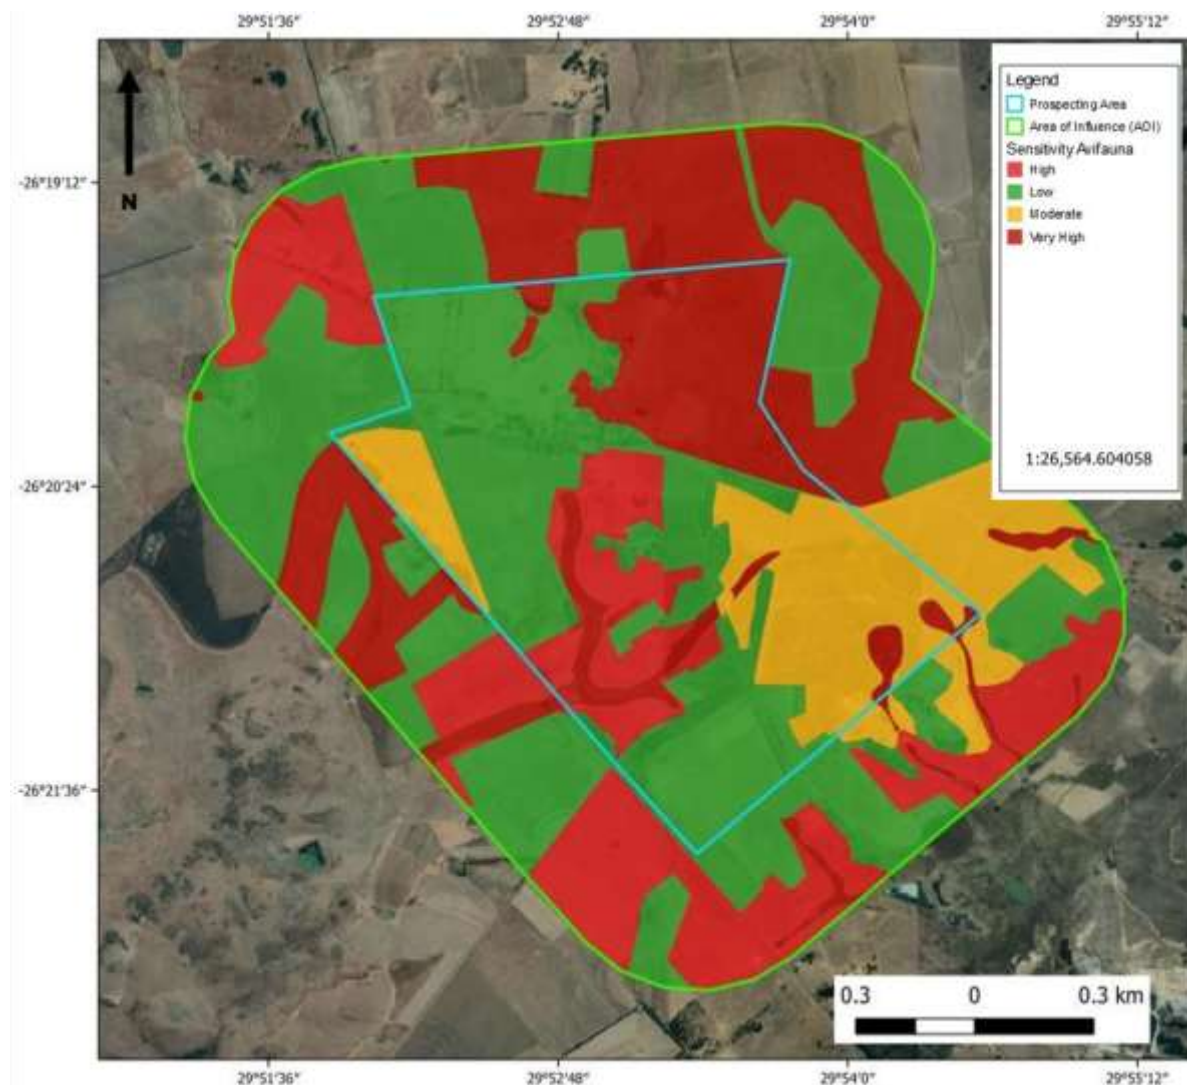 29°51'36" 29°52'48" 29°54'0" 29°55'12"
Legend
Prospecting Area
Area of Influence (AOI)
Sensitivity Avifauna
High
Low
Moderate
Very High
1:26,564.604058
N
-26°19'12"
-26°20'24"
-26°21'36"
0.3 0 0.3 km
29°51'36" 29°52'48" 29°54'0" 29°55'12"